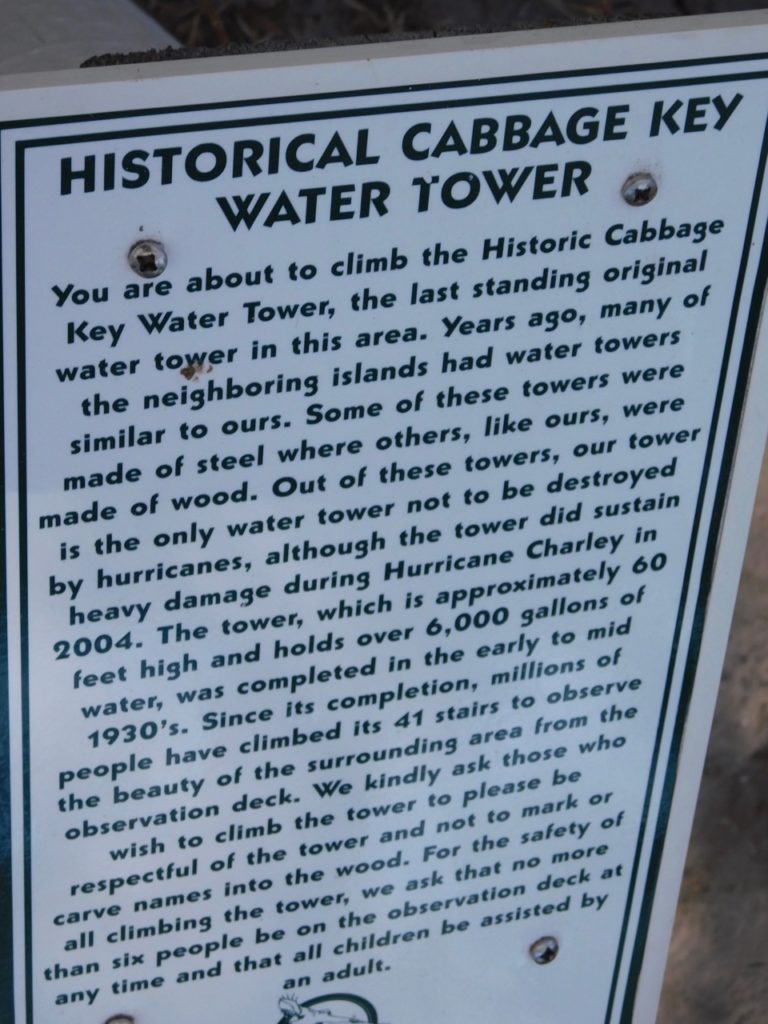 HISTORICAL CABBAGE KEY
WATER TOWER
You are about to climb the Historic Cabbage
Key Water Tower, the last standing original
water tower in this area. Years ago, many of
the neighboring islands had water towers
similar to ours. Some of these towers were
made of steel where others, like ours, were
made of wood. Out of these towers, our tower
is the only water tower not to be destroyed
by hurricanes, although the tower did sustain
heavy damage during Hurricane Charley in
2004. The tower, which is approximately 60
feet high and holds over 6,000 gallons of
water, was completed in the early to mid
1930's. Since its completion, millions of
people have climbed its 41 stairs to observe
the beauty of the surrounding area from the
observation deck. We kindly ask those who
wish to climb the tower to please be
respectful of the tower and not to mark or
carve names into the wood. For the safety of
all climbing the tower, we ask that no more
than six people be on the observation deck at
any time and that all children be assisted by
an adult.